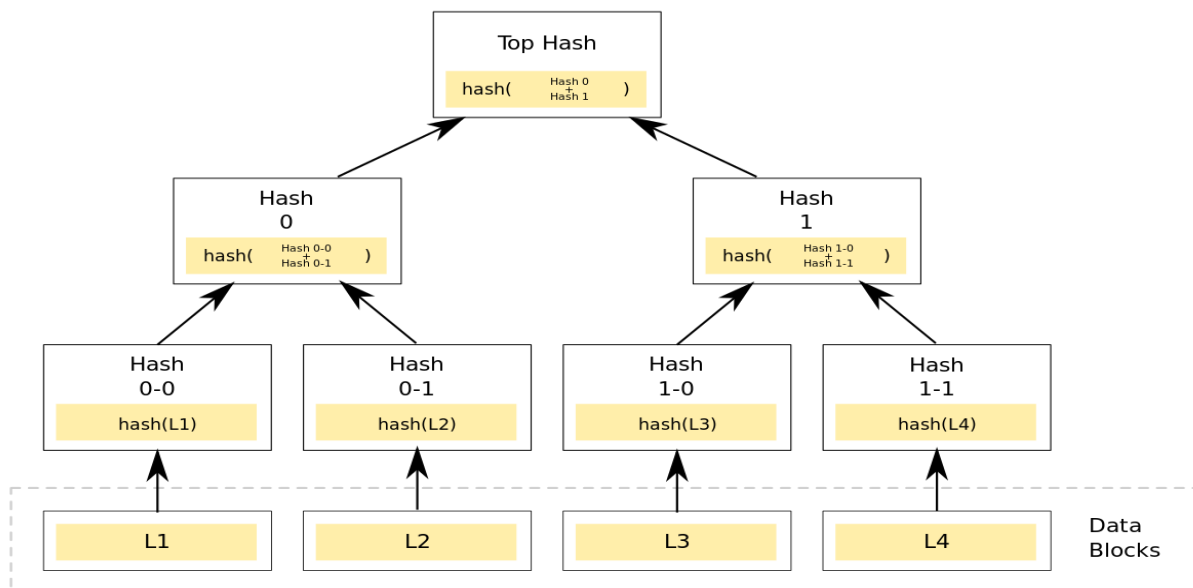 Top Hash
hash( Hash 0 + Hash 1 )
Hash
0
hash( Hash 0-0 + Hash 0-1 )
Hash
1
hash( Hash 1-0 + Hash 1-1 )
Hash
0-0
hash(L1)
Hash
0-1
hash(L2)
Hash
1-0
hash(L3)
Hash
1-1
hash(L4)
L1
L2
L3
L4
Data
Blocks